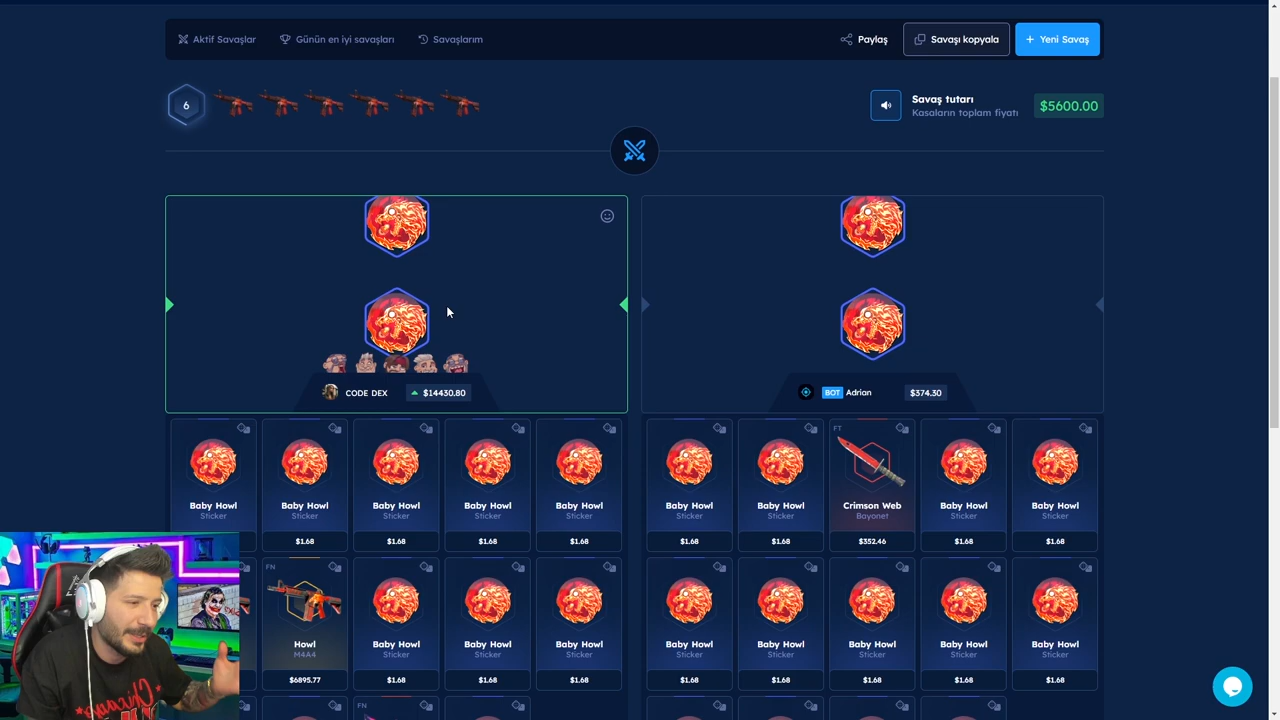 Aktif Savaşlar
Günün en iyi savaşları
Savaşlarım
Paylaş
Savaşı kopyala
+ Yeni Savaş
6
Savaş tutarı
Kasaların toplam fiyatı
$5600.00
CODE DEX
$14430.80
BOT Adrian
$374.30
Baby Howl
Sticker
$1.68
Baby Howl
Sticker
$1.68
Baby Howl
Sticker
$1.68
Baby Howl
Sticker
$1.68
Baby Howl
Sticker
$1.68
Baby Howl
Sticker
$1.68
Baby Howl
Sticker
$1.68
FT
Crimson Web
Bayonet
$352.46
Baby Howl
Sticker
$1.68
Baby Howl
Sticker
$1.68
FN
Howl
M4A4
$6895.77
Baby Howl
Sticker
$1.68
Baby Howl
Sticker
$1.68
Baby Howl
Sticker
$1.68
Baby Howl
Sticker
$1.68
Baby Howl
Sticker
$1.68
Baby Howl
Sticker
$1.68
Baby Howl
Sticker
$1.68
Baby Howl
Sticker
$1.68
FN